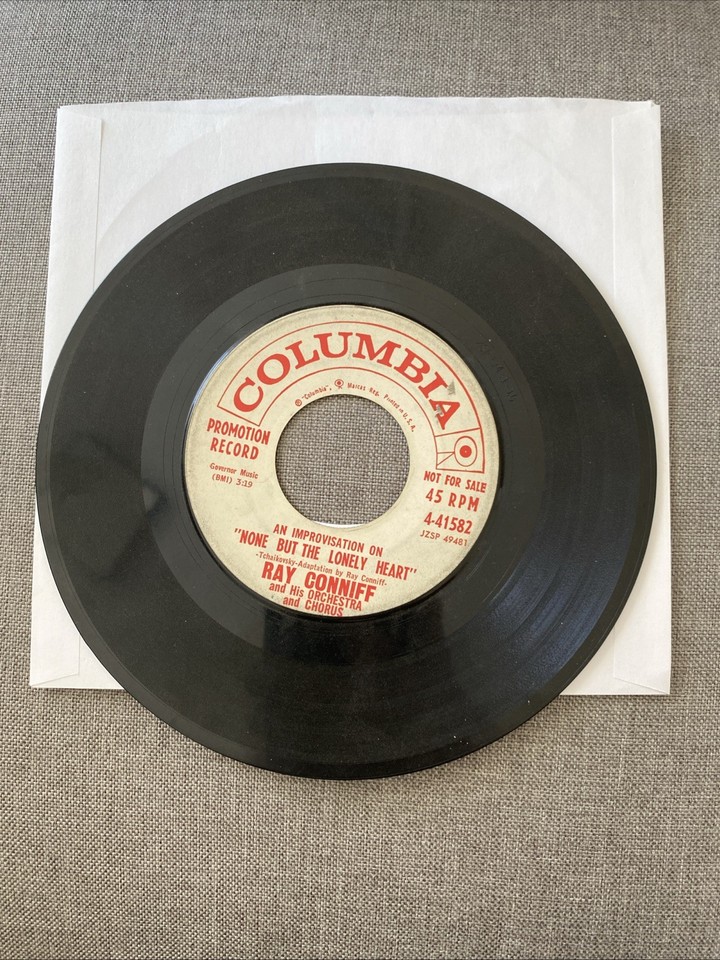 COLUMBIA
® "Columbia", Marcas Reg. Printed in U.S.A.
PROMOTION
RECORD
NOT FOR SALE
Governor Music
(BMI) 3:19
45 RPM
4-41582
JZSP 49481
AN IMPROVISATION ON
"NONE BUT THE LONELY HEART"
-Tchaikovsky-Adaptation by Ray Conniff-
RAY CONNIFF
and His ORCHESTRA
and CHORUS